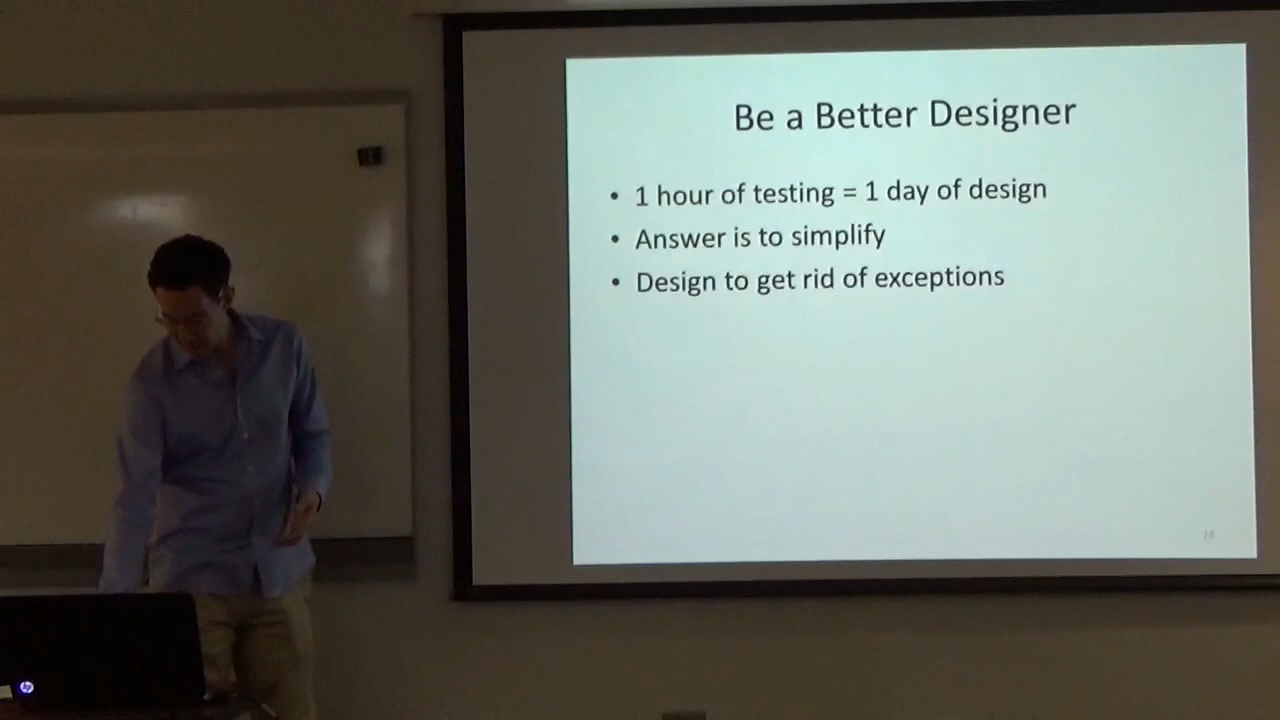 Be a Better Designer
• 1 hour of testing = 1 day of design
• Answer is to simplify
• Design to get rid of exceptions
hp